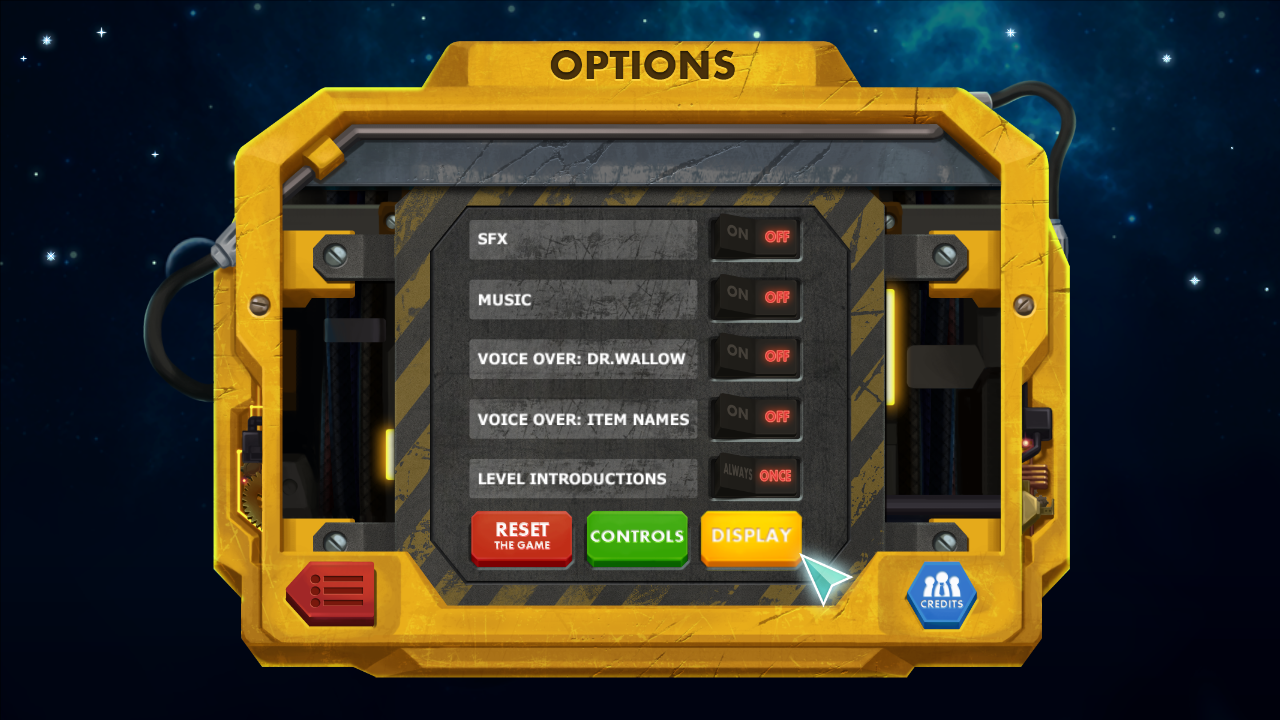 OPTIONS
SFX
ON OFF
MUSIC
ON OFF
VOICE OVER: DR.WALLOW
ON OFF
VOICE OVER: ITEM NAMES
ON OFF
LEVEL INTRODUCTIONS
ALWAYS ONCE
RESET
THE GAME
CONTROLS
DISPLAY
CREDITS